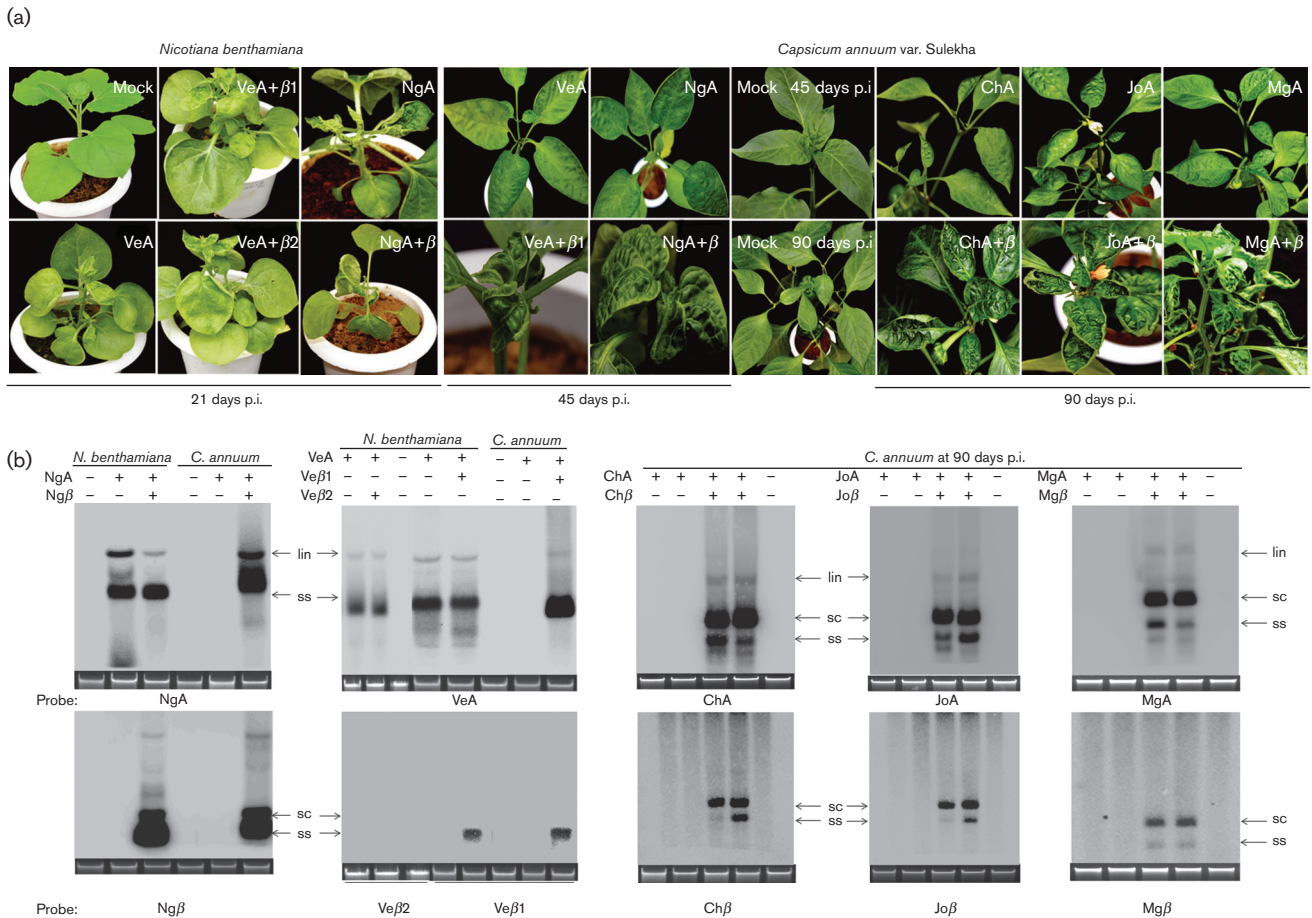 (a)
Nicotiana benthamiana
Capsicum annuum var. Sulekha
Mock VeA+β1 NgA VeA NgA Mock 45 days p.i ChA JoA MgA
VeA VeA+β2 NgA+β VeA+β1 NgA+β Mock 90 days p.i ChA+β JoA+β MgA+β
21 days p.i. 45 days p.i. 90 days p.i.
(b)
N. benthamiana C. annuum
NgA – + + – + +
Ngβ + +
N. benthamiana C. annuum
VeA + + – + + – + +
Veβ1 + +
Veβ2 +
C. annuum at 90 days p.i.
ChA + + + + –
Chβ + +
JoA + + + + –
Joβ + +
MgA + + + + –
Mgβ + +
lin
ss
lin
sc
ss
lin
sc
ss
Probe: NgA VeA ChA JoA MgA
sc
ss
sc
ss
sc
ss
Probe: Ngβ Veβ2 Veβ1 Chβ Joβ Mgβ